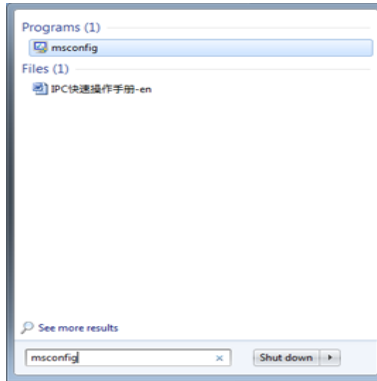 Programs (1)
msconfig
Files (1)
IPC快速操作手册-en
See more results
msconfig
Shut down